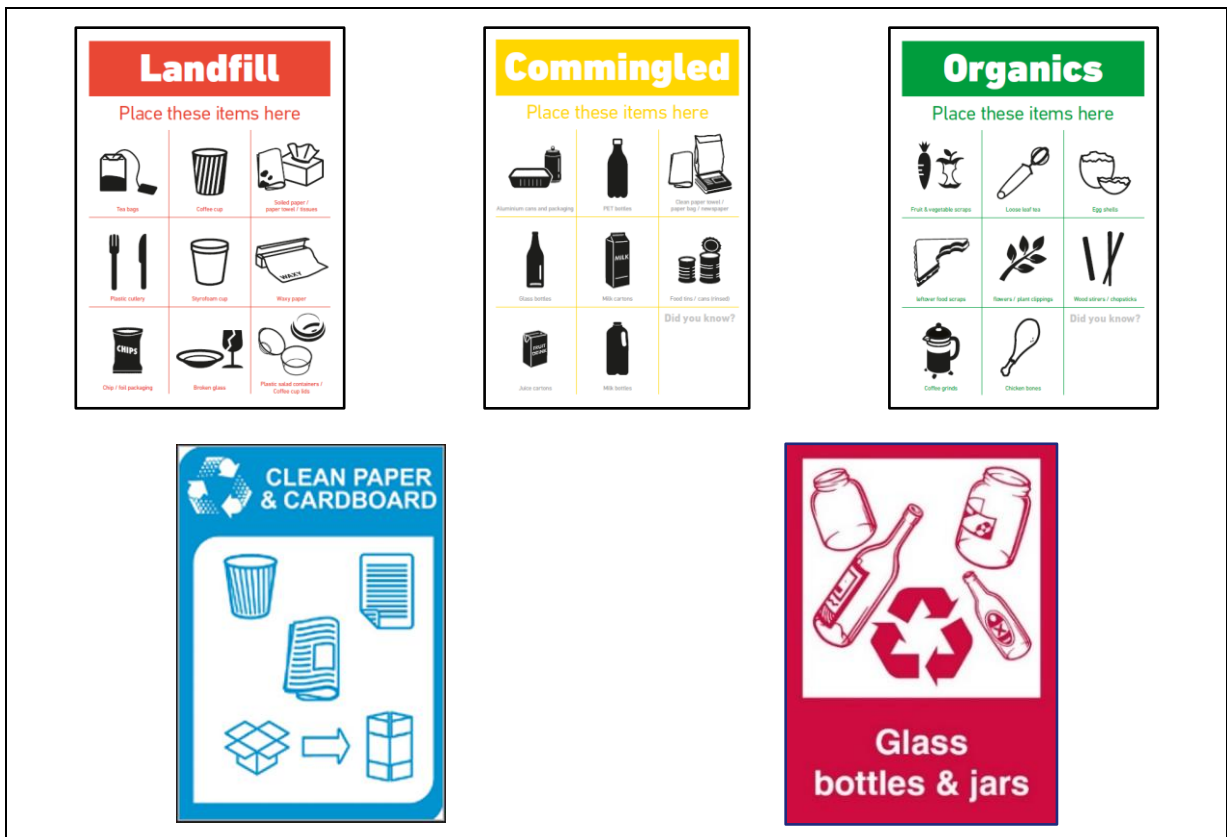 Landfill
Place these items here
Tea bags
Coffee cup
Soiled paper /
paper towel / tissues
Plastic cutlery
Styrofoam cup
WAXY
Waxy paper
CHIPS
Chip / foil packaging
Broken glass
Plastic salad containers /
Coffee cup lids
Commingled
Place these items here
Aluminium cans and packaging
PET bottles
Clean paper towel /
paper bag / newspaper
Glass bottles
MILK
Milk cartons
Food tins / cans (rinsed)
FRUIT
DRINK
Juice cartons
Milk bottles
Did you know?
Organics
Place these items here
Fruit & vegetable scraps
Loose leaf tea
Egg shells
leftover food scraps
flowers / plant clippings
Wood stirers / chopsticks
Coffee grinds
Chicken bones
Did you know?
CLEAN PAPER
& CARDBOARD
Glass
bottles & jars